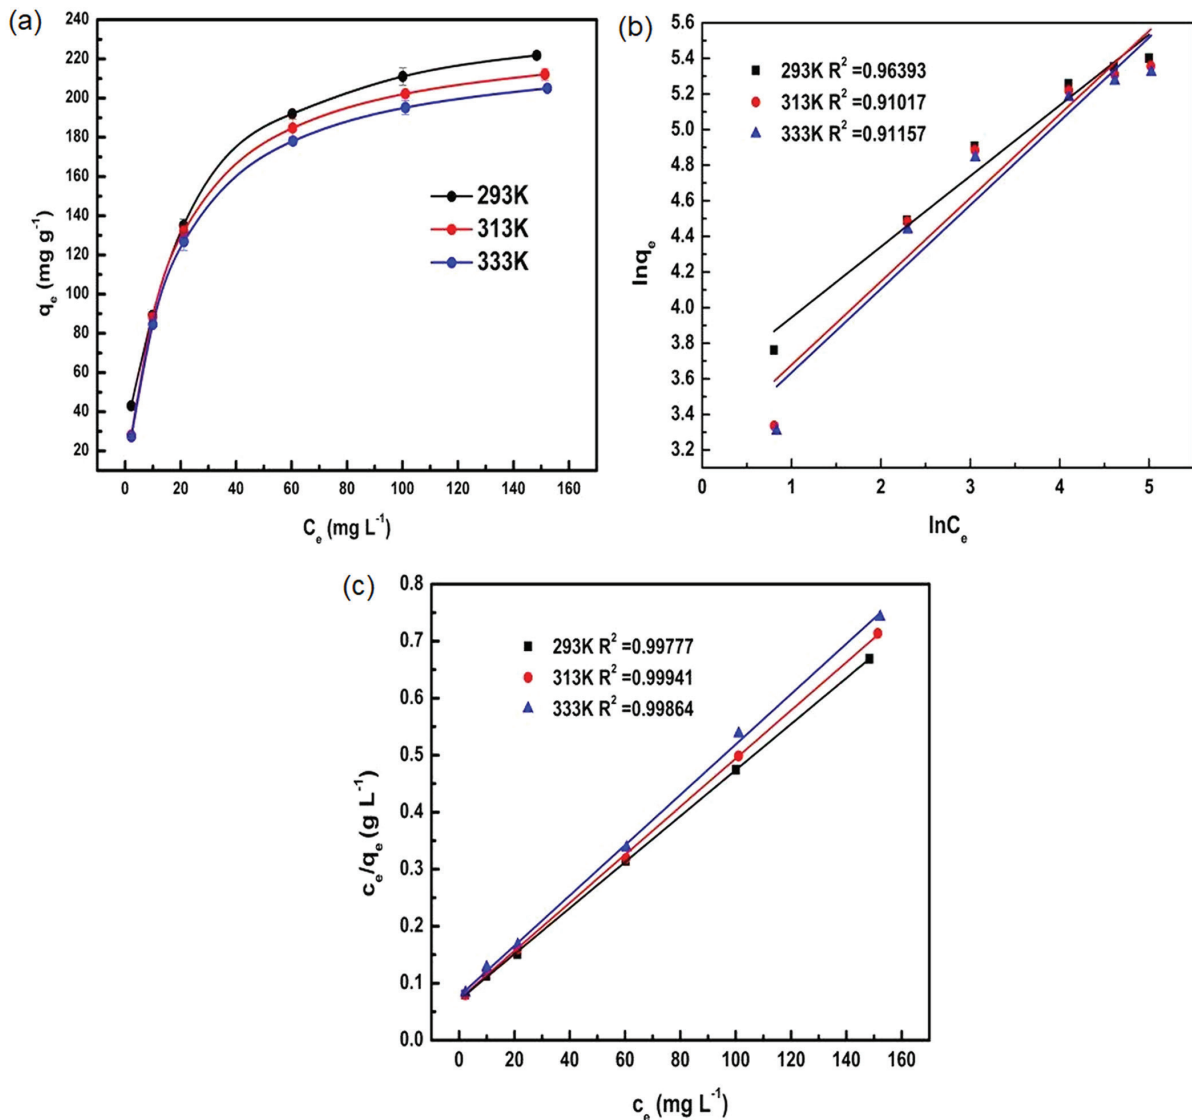 (a)
240
220
200
180
160
140
120
100
80
60
40
20
q_e (mg g^-1)
293K
313K
333K
0 20 40 60 80 100 120 140 160
C_e (mg L^-1)
(b)
5.6
5.4
5.2
5.0
4.8
4.6
4.4
4.2
4.0
3.8
3.6
3.4
3.2
lnq_e
293K R^2 =0.96393
313K R^2 =0.91017
333K R^2 =0.91157
0 1 2 3 4 5
lnC_e
(c)
0.8
0.7
0.6
0.5
0.4
0.3
0.2
0.1
0.0
c_e/q_e (g L^-1)
293K R^2 =0.99777
313K R^2 =0.99941
333K R^2 =0.99864
0 20 40 60 80 100 120 140 160
c_e (mg L^-1)